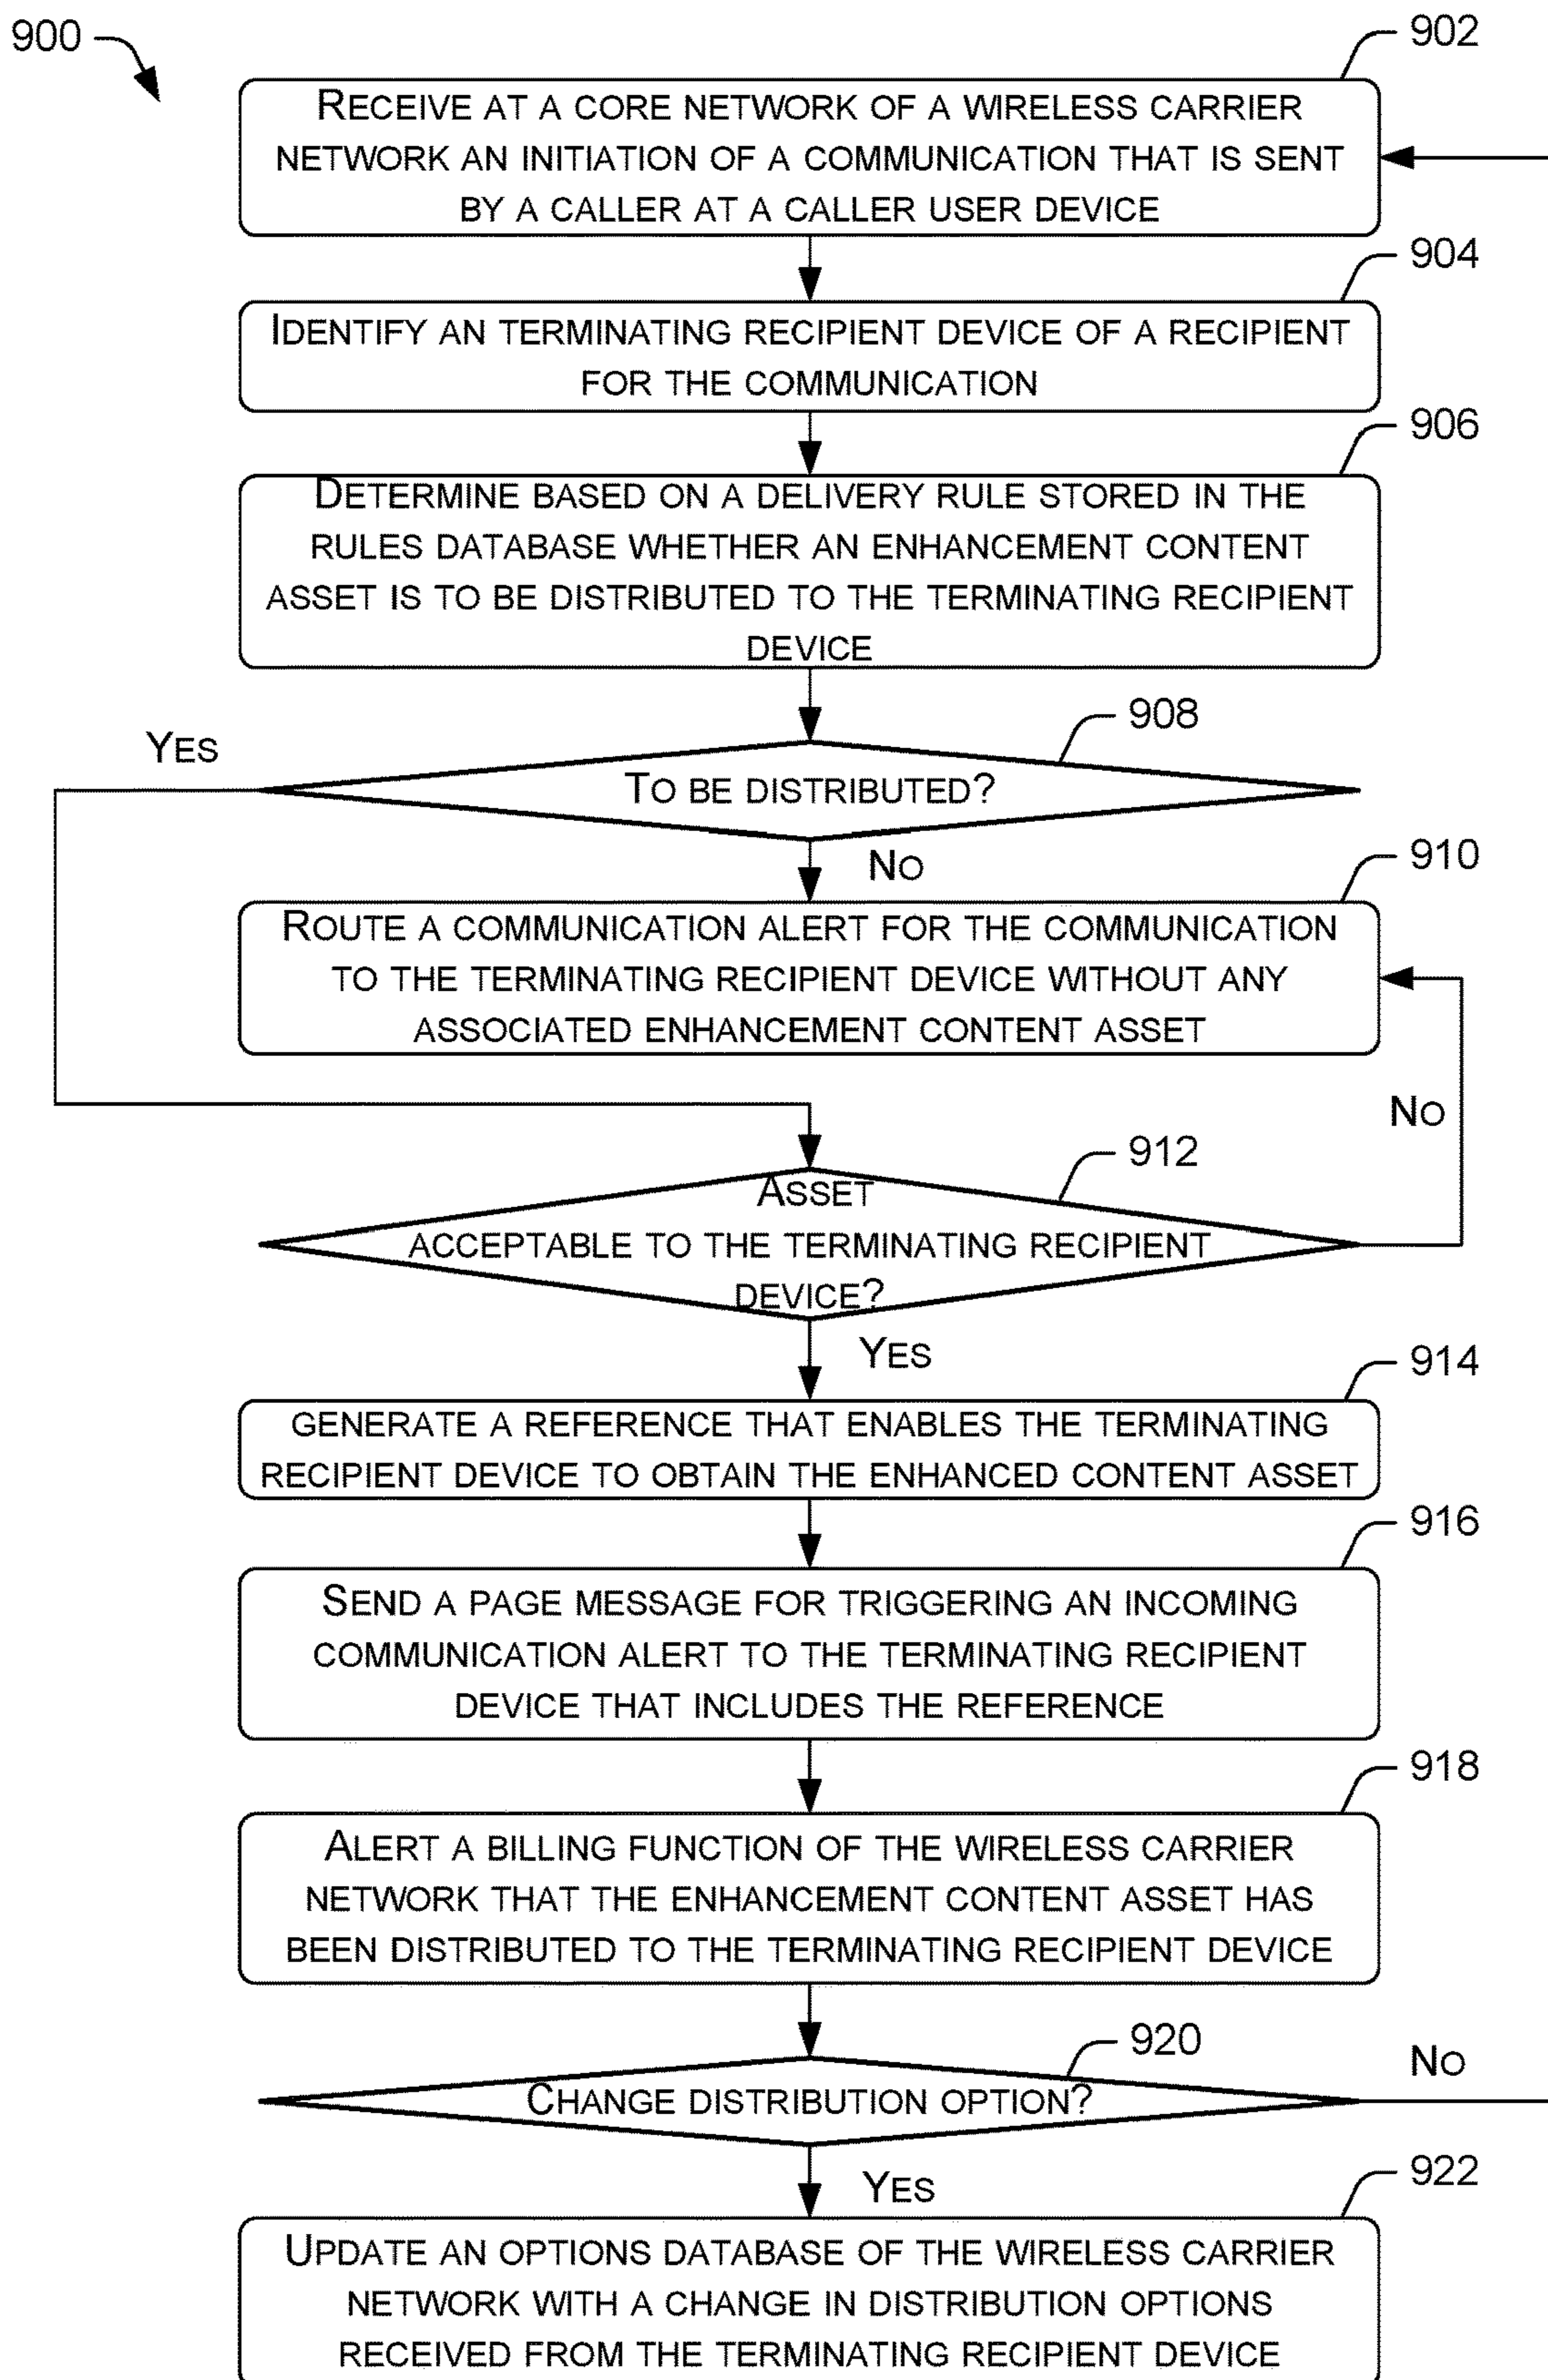 900
902
RECEIVE AT A CORE NETWORK OF A WIRELESS CARRIER
NETWORK AN INITIATION OF A COMMUNICATION THAT IS SENT
BY A CALLER AT A CALLER USER DEVICE
904
IDENTIFY AN TERMINATING RECIPIENT DEVICE OF A RECIPIENT
FOR THE COMMUNICATION
906
DETERMINE BASED ON A DELIVERY RULE STORED IN THE
RULES DATABASE WHETHER AN ENHANCEMENT CONTENT
ASSET IS TO BE DISTRIBUTED TO THE TERMINATING RECIPIENT
DEVICE
908
YES
TO BE DISTRIBUTED?
NO
910
ROUTE A COMMUNICATION ALERT FOR THE COMMUNICATION
TO THE TERMINATING RECIPIENT DEVICE WITHOUT ANY
ASSOCIATED ENHANCEMENT CONTENT ASSET
NO
912
ASSET
ACCEPTABLE TO THE TERMINATING RECIPIENT
DEVICE?
YES
914
GENERATE A REFERENCE THAT ENABLES THE TERMINATING
RECIPIENT DEVICE TO OBTAIN THE ENHANCED CONTENT ASSET
916
SEND A PAGE MESSAGE FOR TRIGGERING AN INCOMING
COMMUNICATION ALERT TO THE TERMINATING RECIPIENT
DEVICE THAT INCLUDES THE REFERENCE
918
ALERT A BILLING FUNCTION OF THE WIRELESS CARRIER
NETWORK THAT THE ENHANCEMENT CONTENT ASSET HAS
BEEN DISTRIBUTED TO THE TERMINATING RECIPIENT DEVICE
920
NO
CHANGE DISTRIBUTION OPTION?
YES
922
UPDATE AN OPTIONS DATABASE OF THE WIRELESS CARRIER
NETWORK WITH A CHANGE IN DISTRIBUTION OPTIONS
RECEIVED FROM THE TERMINATING RECIPIENT DEVICE